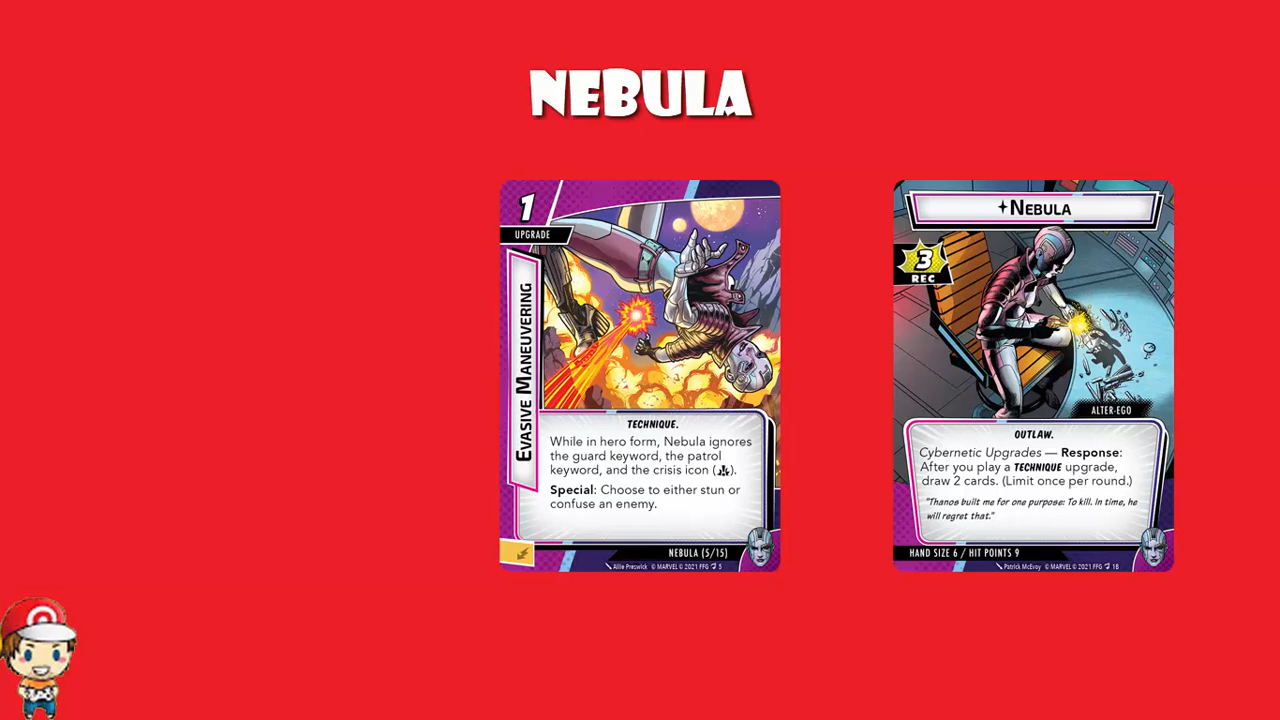 NEBULA
1
UPGRADE
EVASIVE MANEUVERING
TECHNIQUE.
While in hero form, Nebula ignores
the guard keyword, the patrol
keyword, and the crisis icon ( ).
Special: Choose to either stun or
confuse an enemy.
NEBULA (5/15)
Allie Preswick © MARVEL © 2021 FFG 5
NEBULA
3
REC
ALTER-EGO
OUTLAW.
Cybernetic Upgrades — Response:
After you play a TECHNIQUE upgrade,
draw 2 cards. (Limit once per round.)
"Thanos built me for one purpose: To kill. In time, he
will regret that."
HAND SIZE 6 / HIT POINTS 9
Patrick McEvoy © MARVEL © 2021 FFG 1B